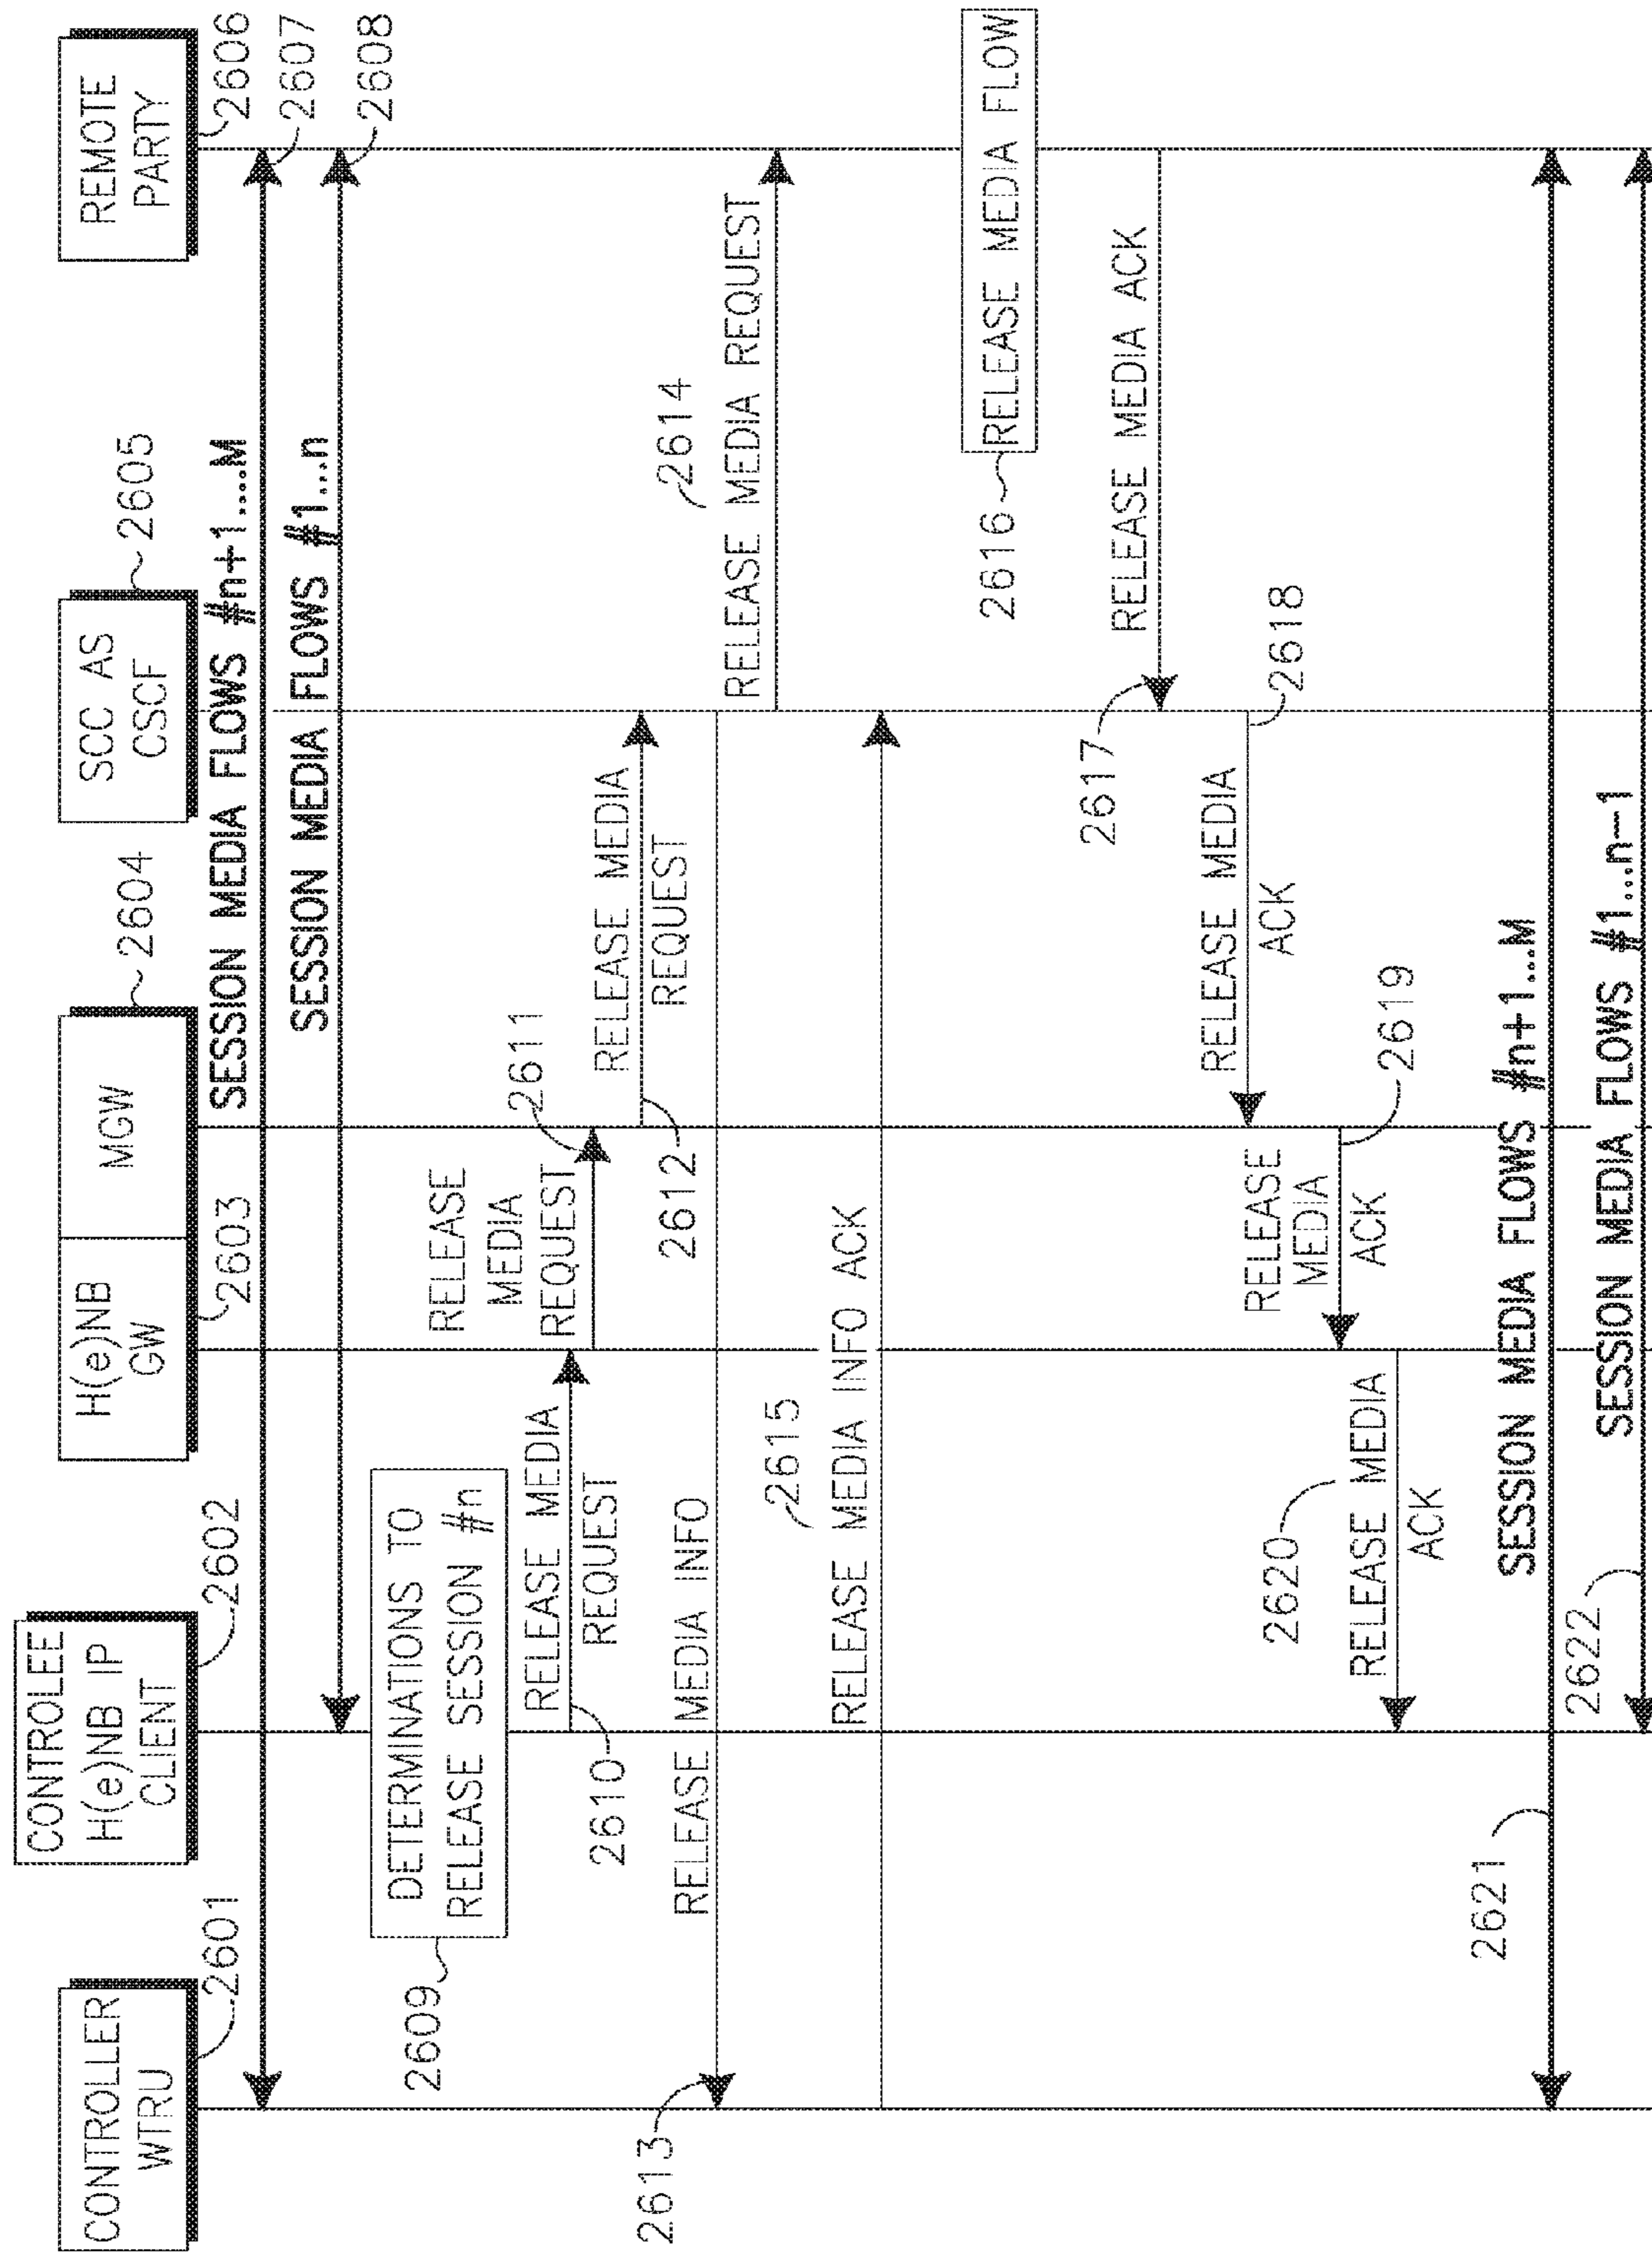 CONTROLLER
WTRU
2601
CONTROLEE
H(e)NB IP
CLIENT
2602
H(e)NB
GW
2603
MGW
2604
SCC AS
CSCF
2605
REMOTE
PARTY
2606
SESSION MEDIA FLOWS #n+1...M
2607
SESSION MEDIA FLOWS #1...n
2608
DETERMINATIONS TO
RELEASE SESSION #n
2609
RELEASE MEDIA
REQUEST
2610
RELEASE
MEDIA
REQUEST
2611
RELEASE MEDIA
REQUEST
2612
RELEASE MEDIA INFO
2613
2614
RELEASE MEDIA REQUEST
2615
RELEASE MEDIA INFO ACK
2616
RELEASE MEDIA FLOW
RELEASE MEDIA ACK
2617
RELEASE MEDIA
ACK
2618
RELEASE
MEDIA
ACK
2619
2620
RELEASE MEDIA
ACK
SESSION MEDIA FLOWS #n+1...M
2621
SESSION MEDIA FLOWS #1...n-1
2622